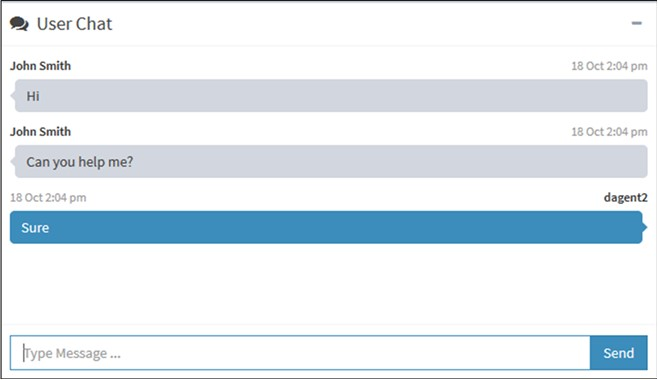 User Chat
John Smith 18 Oct 2:04 pm
Hi
John Smith 18 Oct 2:04 pm
Can you help me?
18 Oct 2:04 pm dagent2
Sure
Type Message ... Send